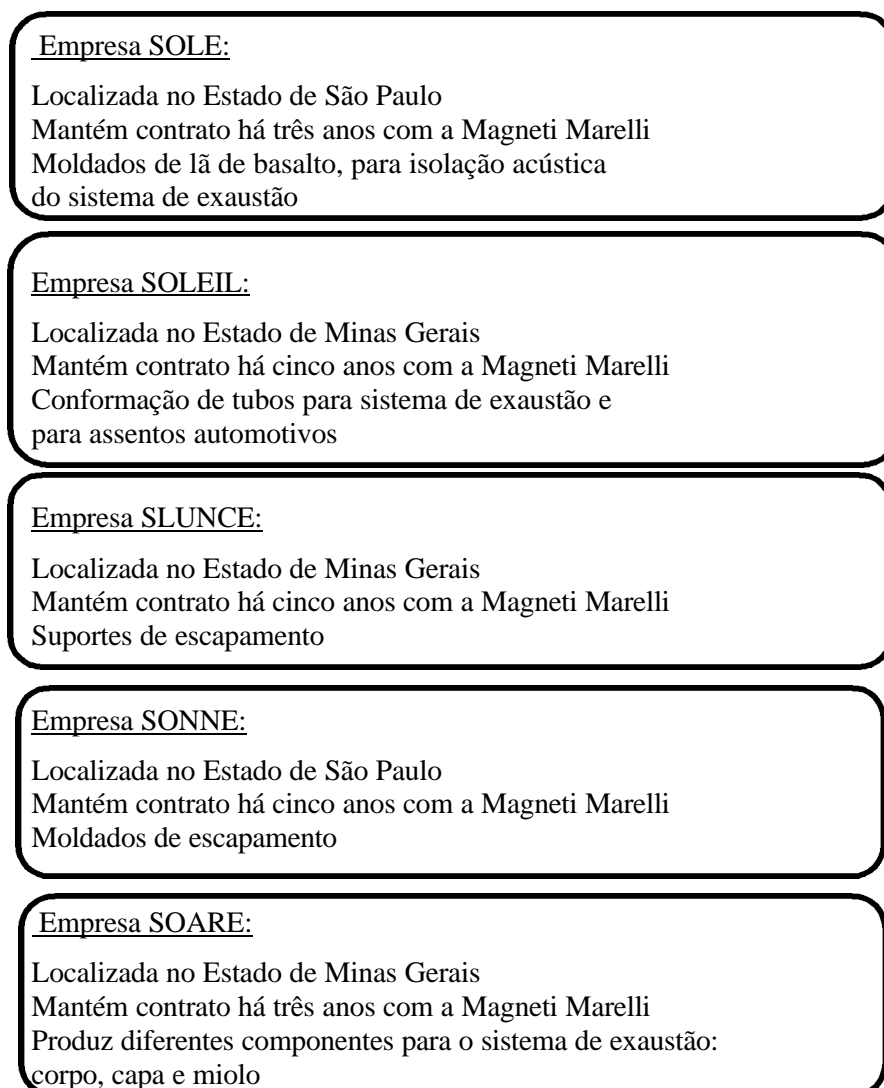 Empresa SOLE:
Localizada no Estado de São Paulo
Mantém contrato há três anos com a Magneti Marelli
Moldados de lã de basalto, para isolação acústica
do sistema de exaustão
Empresa SOLEIL:
Localizada no Estado de Minas Gerais
Mantém contrato há cinco anos com a Magneti Marelli
Conformação de tubos para sistema de exaustão e
para assentos automotivos
Empresa SLUNCE:
Localizada no Estado de Minas Gerais
Mantém contrato há cinco anos com a Magneti Marelli
Suportes de escapamento
Empresa SONNE:
Localizada no Estado de São Paulo
Mantém contrato há cinco anos com a Magneti Marelli
Moldados de escapamento
Empresa SOARE:
Localizada no Estado de Minas Gerais
Mantém contrato há três anos com a Magneti Marelli
Produz diferentes componentes para o sistema de exaustão:
corpo, capa e miolo